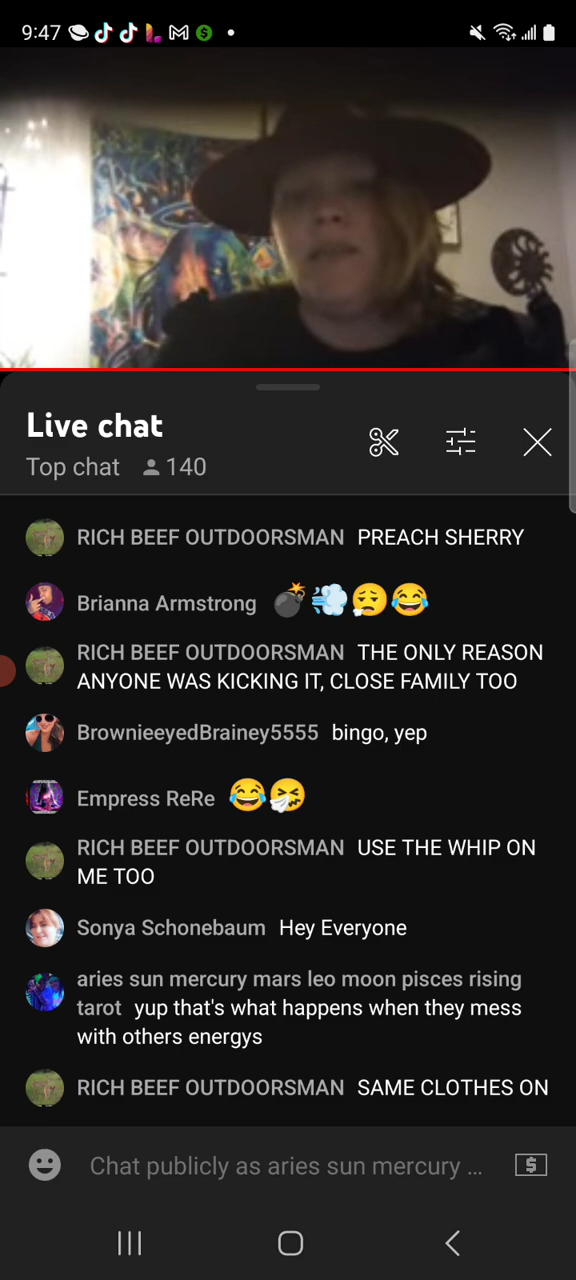 9:47
Live chat
Top chat 140
RICH BEEF OUTDOORSMAN PREACH SHERRY
Brianna Armstrong 💣💨😮‍💨😂
RICH BEEF OUTDOORSMAN THE ONLY REASON
ANYONE WAS KICKING IT, CLOSE FAMILY TOO
BrownieeyedBrainey5555 bingo, yep
Empress ReRe 😂🤧
RICH BEEF OUTDOORSMAN USE THE WHIP ON
ME TOO
Sonya Schonebaum Hey Everyone
aries sun mercury mars leo moon pisces rising
tarot yup that's what happens when they mess
with others energys
RICH BEEF OUTDOORSMAN SAME CLOTHES ON
Chat publicly as aries sun mercury ...